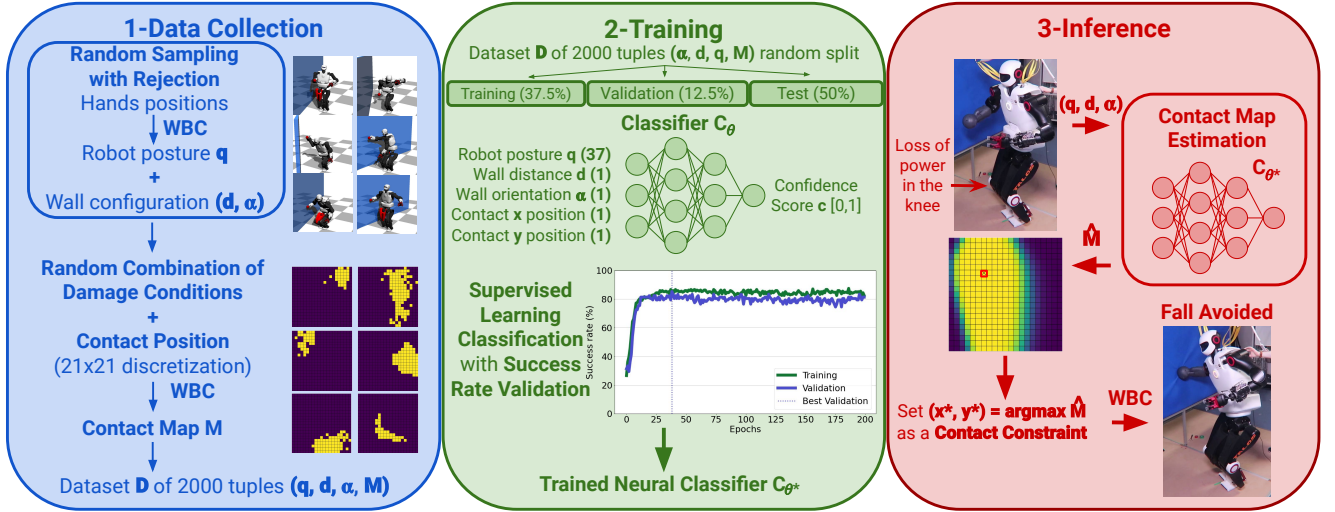 1-Data Collection
Random Sampling
with Rejection
Hands positions
WBC
Robot posture q
+
Wall configuration (d, α)
Random Combination of
Damage Conditions
+
Contact Position
(21x21 discretization)
WBC
Contact Map M
Dataset D of 2000 tuples (q, d, α, M)
2-Training
Dataset D of 2000 tuples (α, d, q, M) random split
Training (37.5%)
Validation (12.5%)
Test (50%)
Classifier Cθ
Robot posture q (37)
Wall distance d (1)
Wall orientation α (1)
Contact x position (1)
Contact y position (1)
Confidence
Score c [0,1]
Supervised
Learning
Classification
with Success
Rate Validation
Success rate (%)
100
80
60
40
20
0
0 25 50 75 100 125 150 175 200
Epochs
Training
Validation
Best Validation
Trained Neural Classifier Cθ*
3-Inference
Loss of
power
in the
knee
(q, d, α)
Contact Map
Estimation
Cθ*
M̂
Set (x*, y*) = argmax M̂
as a Contact Constraint
WBC
Fall Avoided